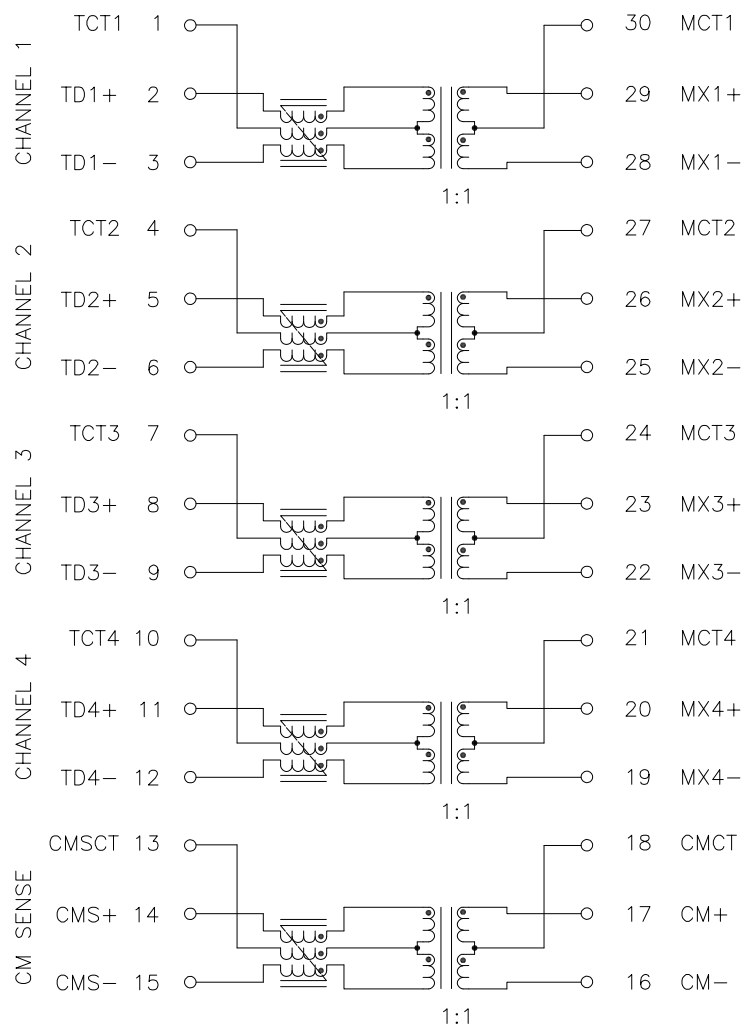 CHANNEL 1
TCT1 1 30 MCT1
TD1+ 2 29 MX1+
TD1− 3 28 MX1−
1:1
CHANNEL 2
TCT2 4 27 MCT2
TD2+ 5 26 MX2+
TD2− 6 25 MX2−
1:1
CHANNEL 3
TCT3 7 24 MCT3
TD3+ 8 23 MX3+
TD3− 9 22 MX3−
1:1
CHANNEL 4
TCT4 10 21 MCT4
TD4+ 11 20 MX4+
TD4− 12 19 MX4−
1:1
CM SENSE
CMSCT 13 18 CMCT
CMS+ 14 17 CM+
CMS− 15 16 CM−
1:1